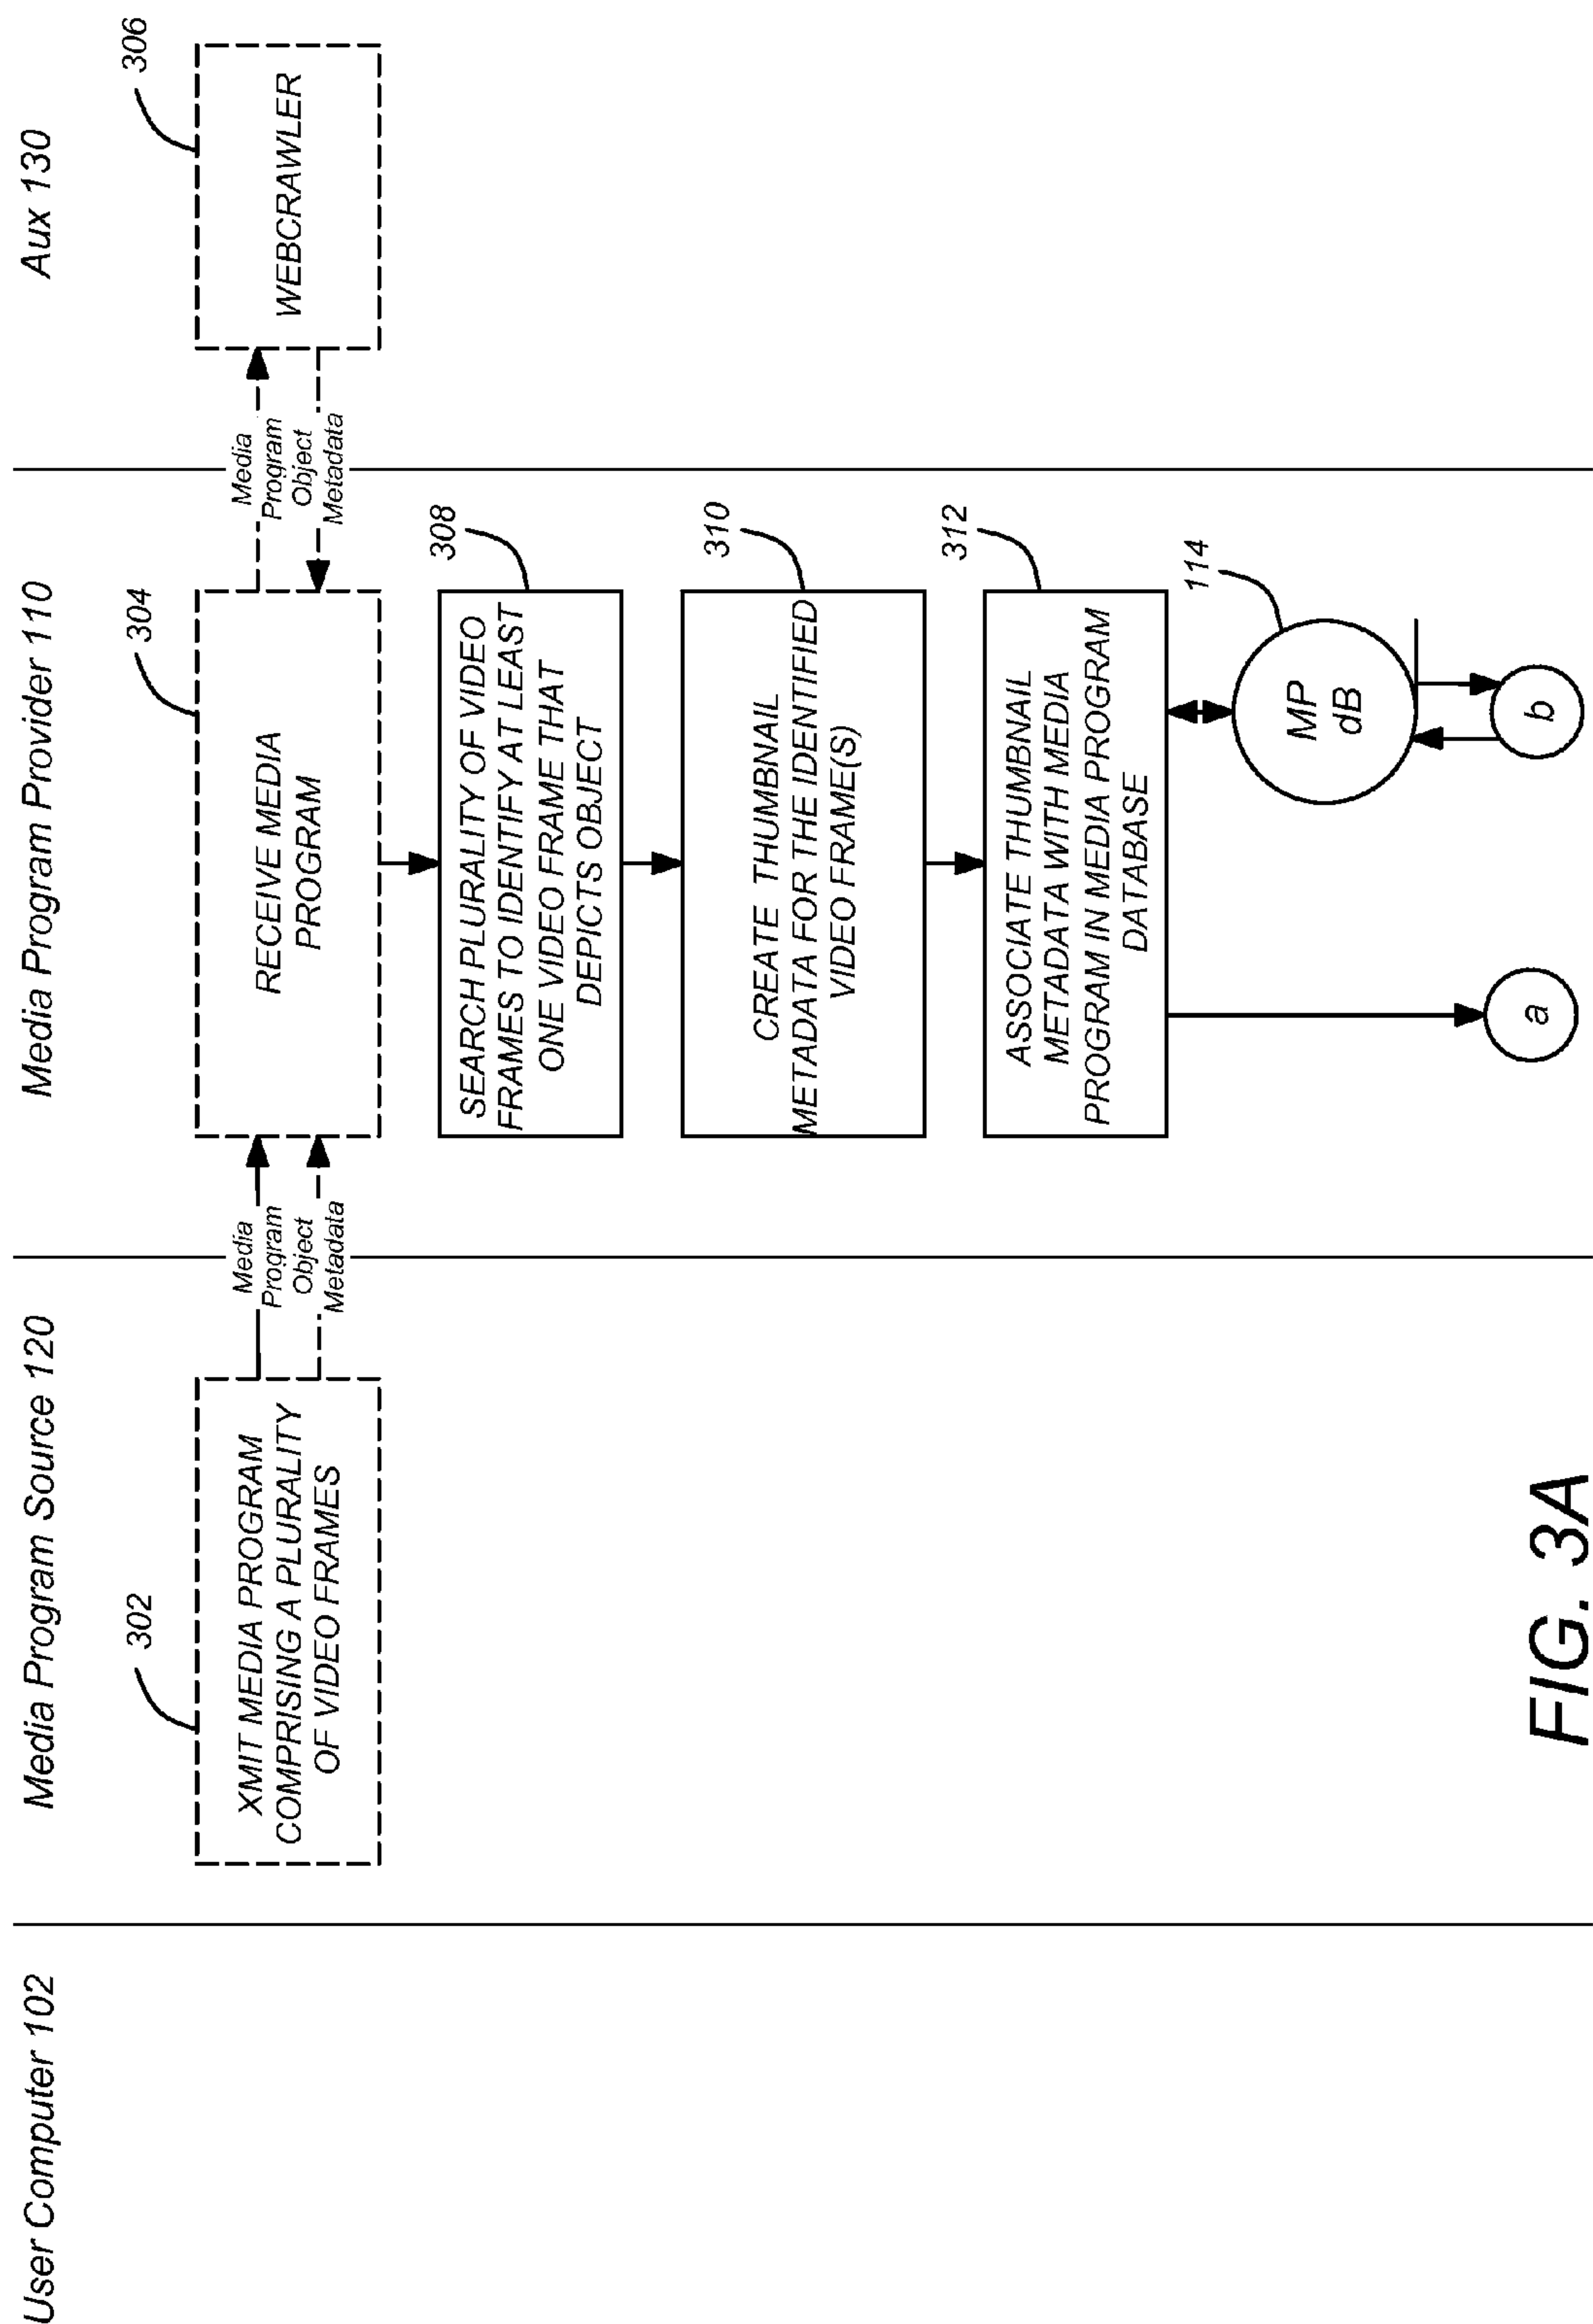 User Computer 102
Media Program Source 120
Media Program Provider 110
Aux 130
302
XMIT MEDIA PROGRAM
COMPRISING A PLURALITY
OF VIDEO FRAMES
Media
Program
Object
Metadata
304
RECEIVE MEDIA
PROGRAM
Media
Program
Object
Metadata
306
WEBCRAWLER
308
SEARCH PLURALITY OF VIDEO
FRAMES TO IDENTIFY AT LEAST
ONE VIDEO FRAME THAT
DEPICTS OBJECT
310
CREATE THUMBNAIL
METADATA FOR THE IDENTIFIED
VIDEO FRAME(S)
312
ASSOCIATE THUMBNAIL
METADATA WITH MEDIA
PROGRAM IN MEDIA PROGRAM
DATABASE
114
MP
dB
a
b
FIG. 3A